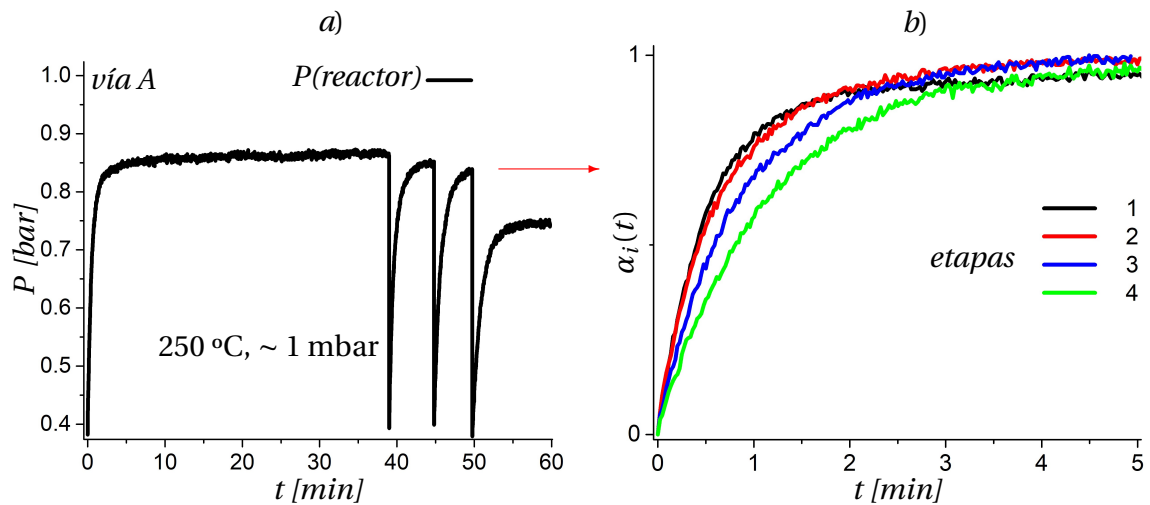 a)
vía A
P(reactor)
1.0
0.9
0.8
0.7
0.6
0.5
0.4
P [bar]
250 ºC, ~ 1 mbar
0 10 20 30 40 50 60
t [min]
b)
1
0
αi(t)
etapas
1
2
3
4
0 1 2 3 4 5
t [min]